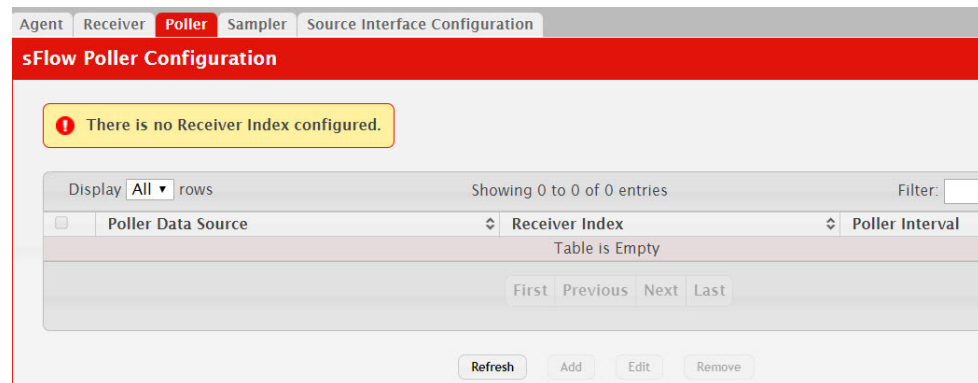 Agent Receiver Poller Sampler Source Interface Configuration
sFlow Poller Configuration
There is no Receiver Index configured.
Display All rows Showing 0 to 0 of 0 entries Filter:
Poller Data Source Receiver Index Poller Interval
Table is Empty
First Previous Next Last
Refresh Add Edit Remove